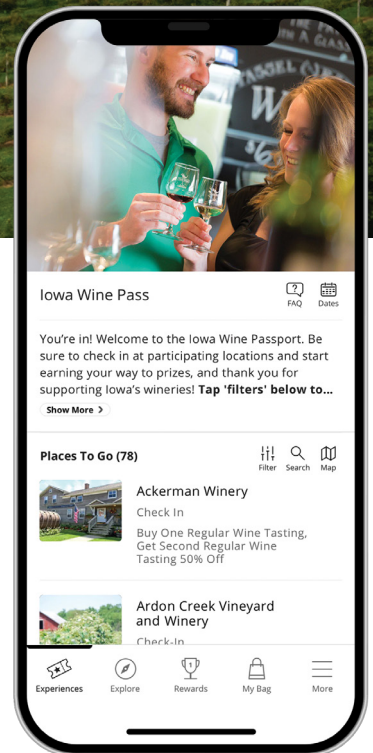 WITH A GLASS
TASSEL
Iowa Wine Pass
FAQ
Dates
You're in! Welcome to the Iowa Wine Passport. Be
sure to check in at participating locations and start
earning your way to prizes, and thank you for
supporting Iowa's wineries! Tap 'filters' below to...
Show More
Places To Go (78)
Filter Search Map
Ackerman Winery
Check In
Buy One Regular Wine Tasting,
Get Second Regular Wine
Tasting 50% Off
Ardon Creek Vineyard
and Winery
Check-In
1
Experiences Explore Rewards My Bag More